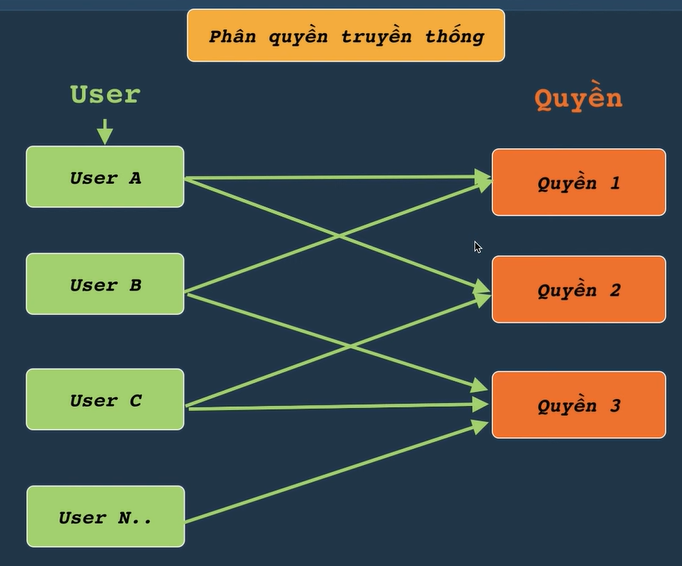 Phân quyền truyền thống
User
Quyền
User A
Quyền 1
User B
Quyền 2
User C
Quyền 3
User N..